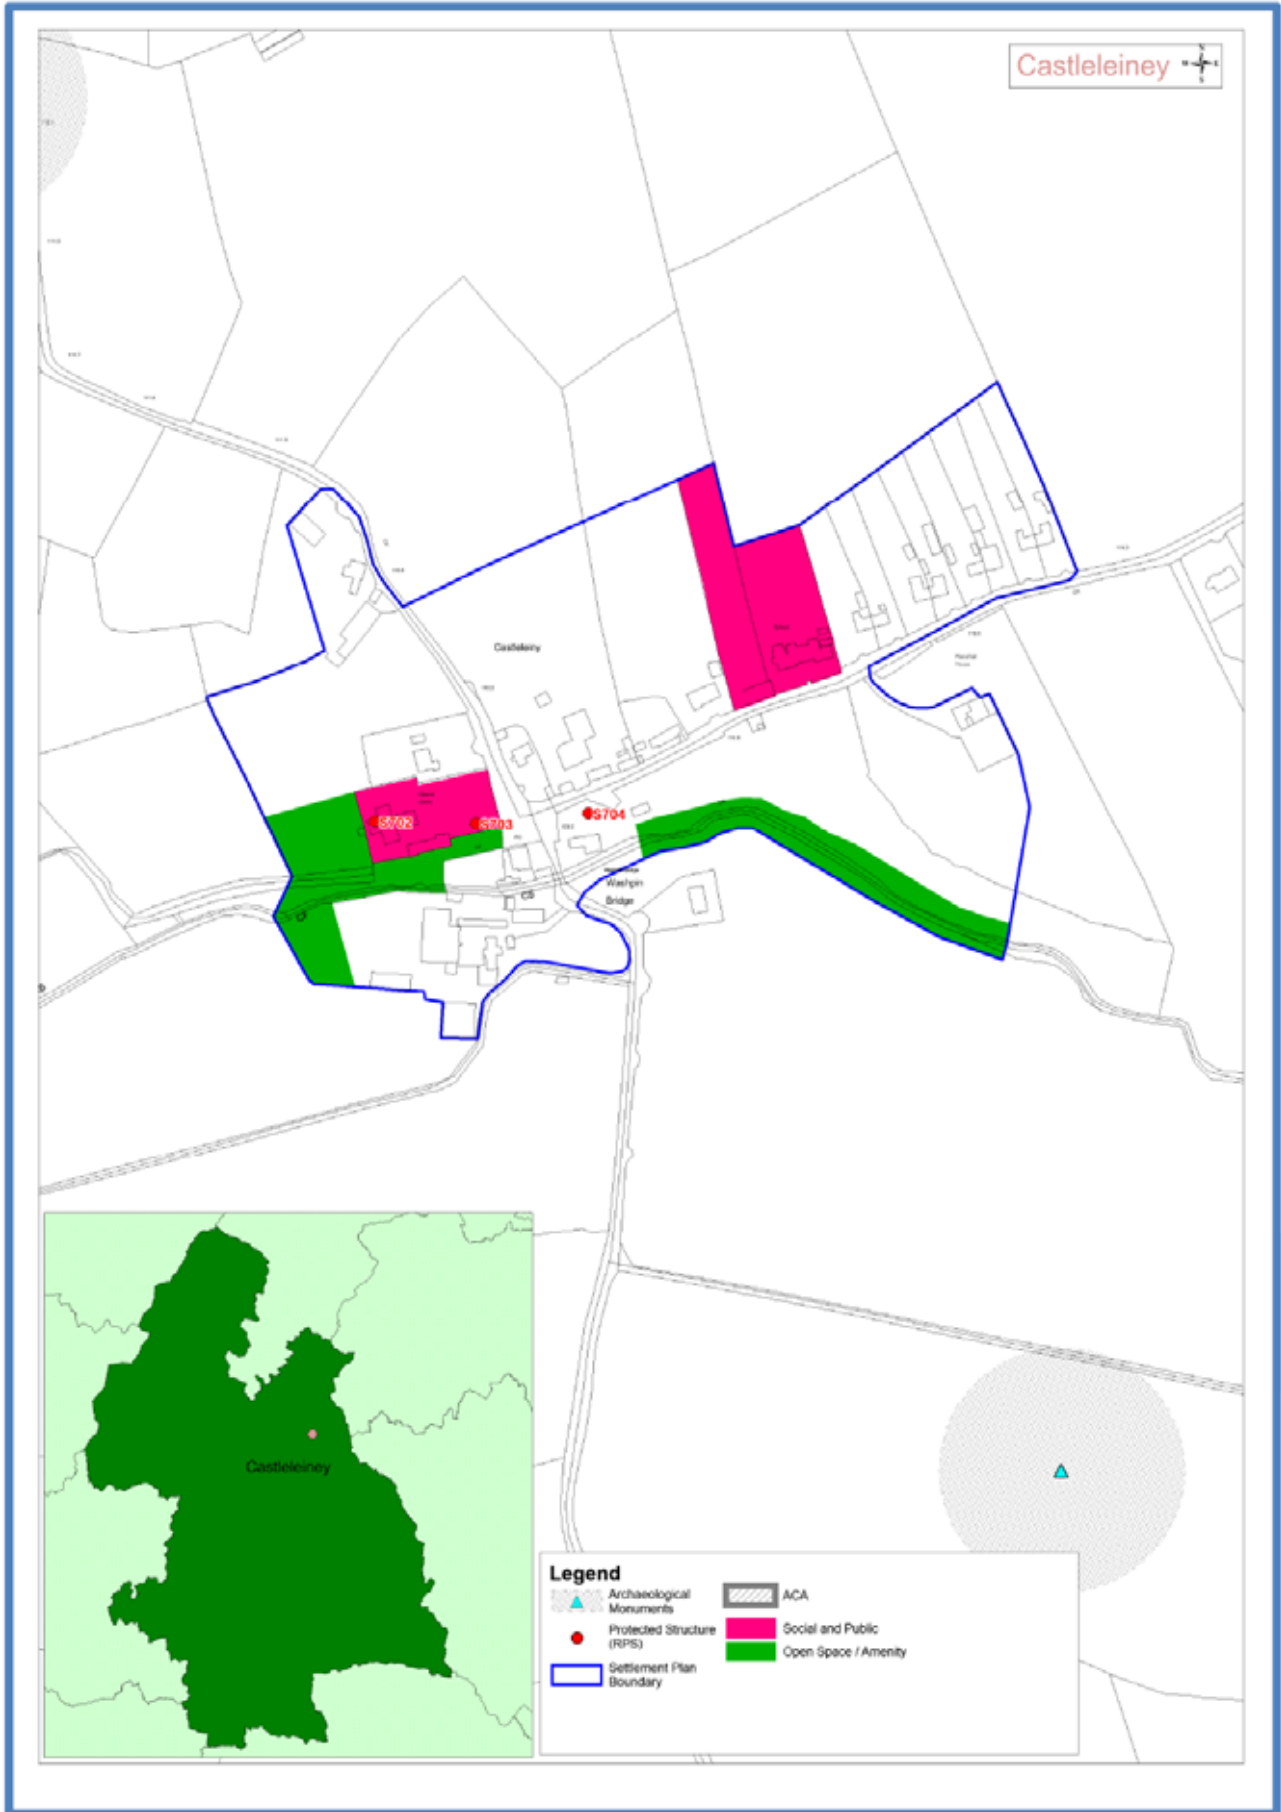 Castleleiney
N
W E
S
Castleleiny
S702
S703
S704
Washgin
Bridge
Castleleiney
Legend
Archaeological
Monuments
Protected Structure
(RPS)
Settlement Plan
Boundary
ACA
Social and Public
Open Space / Amenity